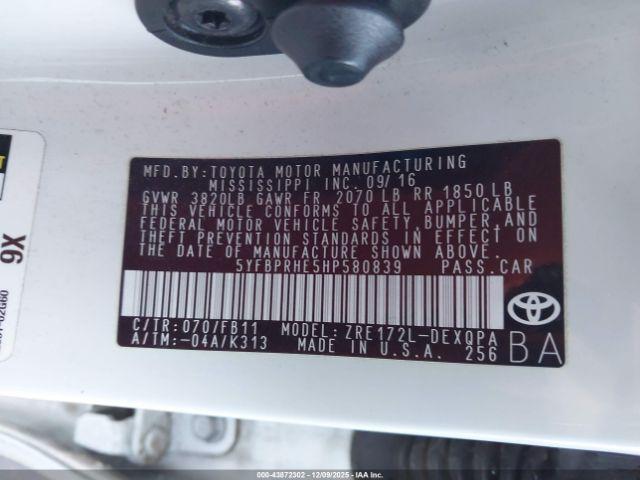 MFD.BY:TOYOTA MOTOR MANUFACTURING
MISSISSIPPI INC. 09/16
GVWR 3820LB GAWR FR 2070 LB RR 1850 LB
THIS VEHICLE CONFORMS TO ALL APPLICABLE
FEDERAL MOTOR VEHICLE SAFETY,BUMPER,AND
THEFT PREVENTION STANDARDS IN EFFECT ON
THE DATE OF MANUFACTURE SHOWN ABOVE.
5YFBPRHE5HP580839 PASS.CAR
C/TR:070/FB11 MODEL:ZRE172L-DEXQPA
A/TM:-04A/K313 MADE IN U.S.A. 256
BA
X6
00-43872302 - 12/09/2025 - IAA